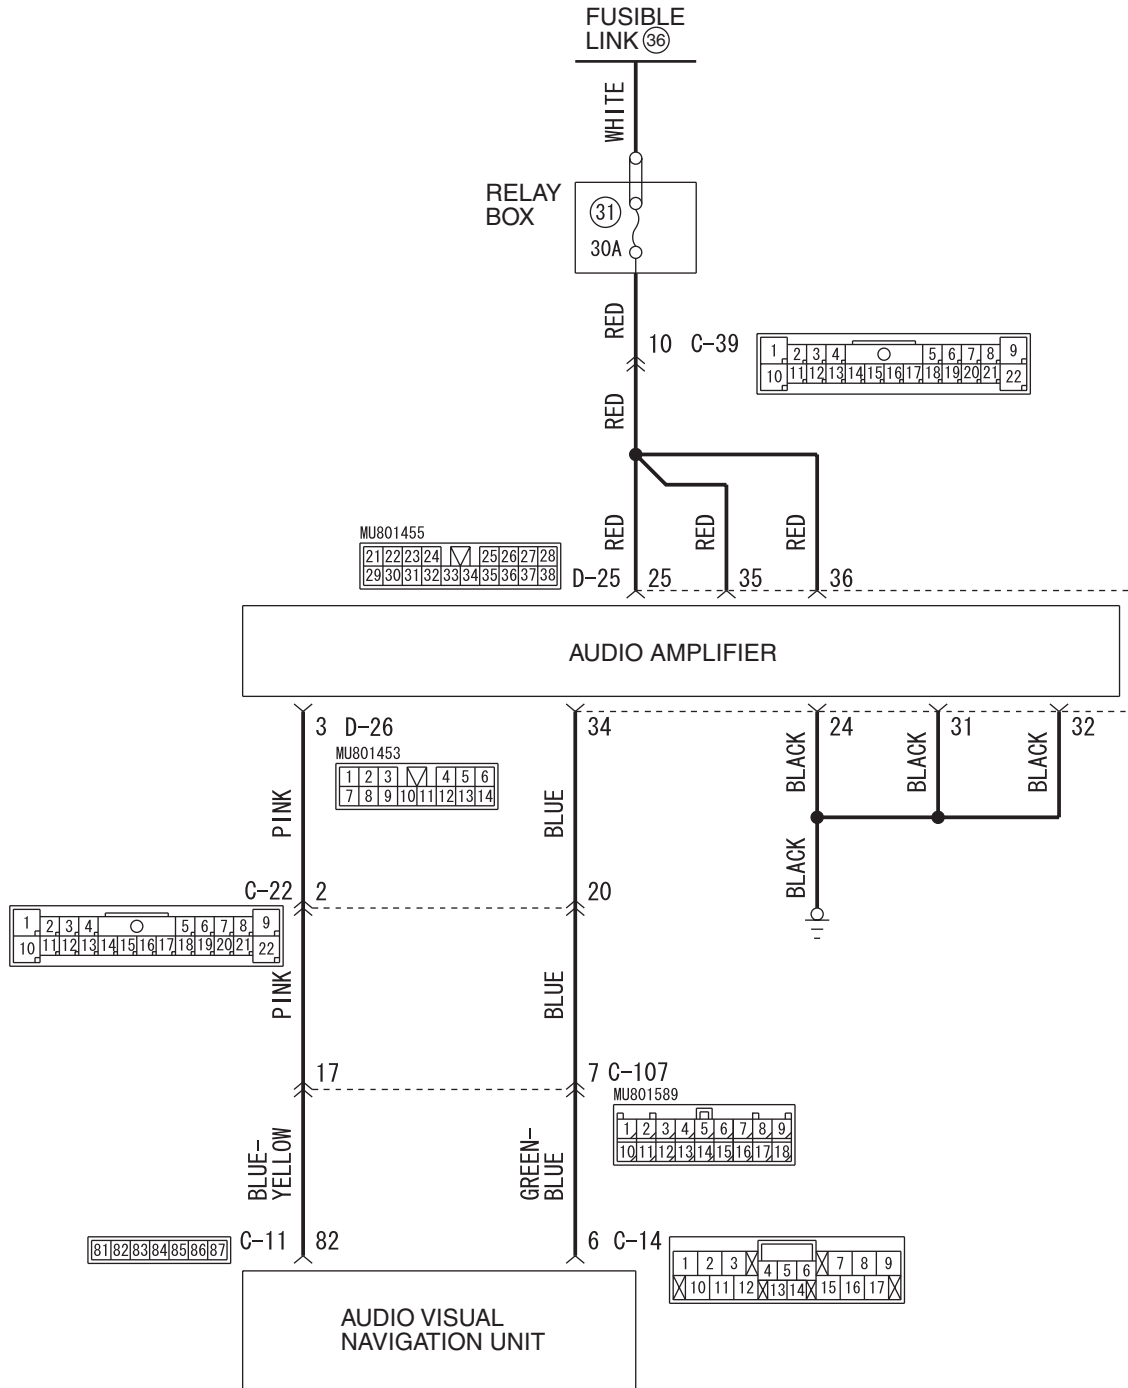 FUSIBLE
LINK 36
WHITE
RELAY
BOX
31
30A
RED
10 C-39
1 2 3 4 5 6 7 8 9
10 11 12 13 14 15 16 17 18 19 20 21 22
RED
RED
RED
RED
MU801455
21 22 23 24 25 26 27 28
29 30 31 32 33 34 35 36 37 38
D-25 25 35 36
AUDIO AMPLIFIER
3 D-26 34 24 31 32
MU801453
1 2 3 4 5 6
7 8 9 10 11 12 13 14
PINK
BLUE
BLACK
BLACK
BLACK
BLACK
C-22 2 20
1 2 3 4 5 6 7 8 9
10 11 12 13 14 15 16 17 18 19 20 21 22
PINK
BLUE
17 7 C-107
MU801589
1 2 3 4 5 6 7 8 9
10 11 12 13 14 15 16 17 18
BLUE-
YELLOW
GREEN-
BLUE
81 82 83 84 85 86 87
C-11 82 6 C-14
1 2 3 4 5 6 7 8 9
10 11 12 13 14 15 16 17
AUDIO VISUAL
NAVIGATION UNIT